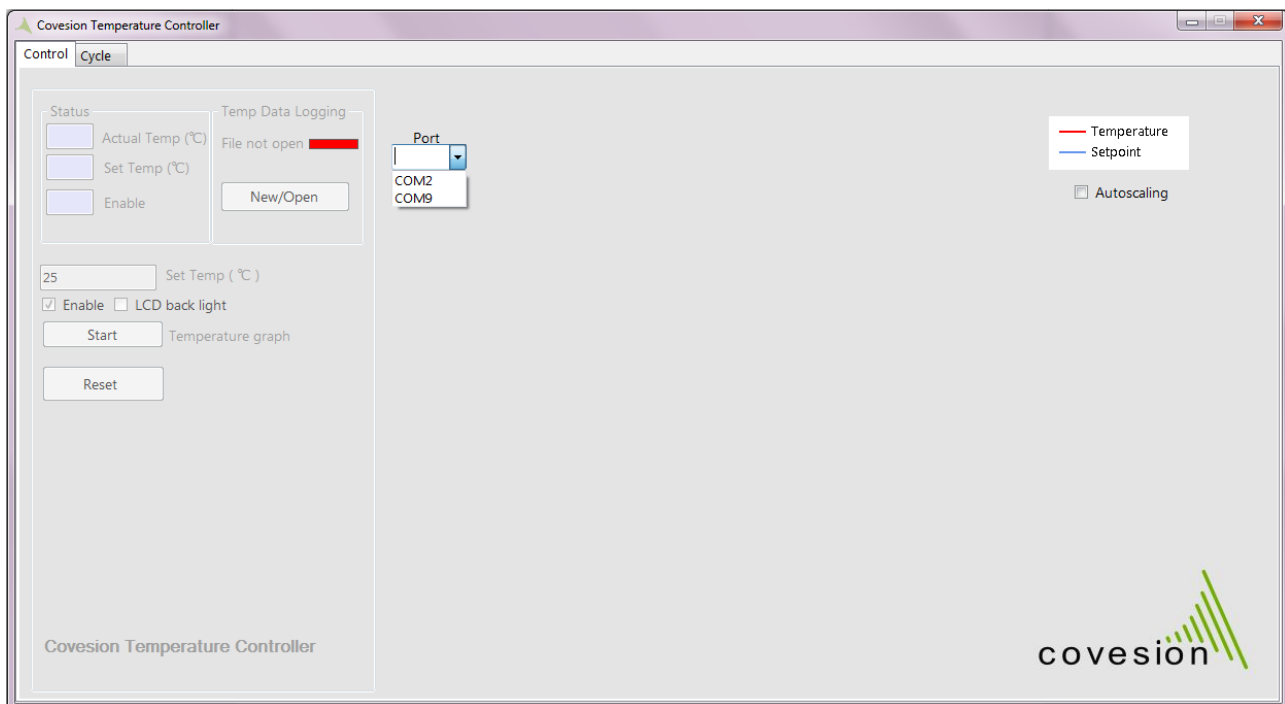 Covesion Temperature Controller
Control
Cycle
Status
Actual Temp (℃)
Set Temp (℃)
Enable
Temp Data Logging
File not open
New/Open
25
Set Temp ( ℃ )
Enable
LCD back light
Start
Temperature graph
Reset
Covesion Temperature Controller
Port
COM2
COM9
Temperature
Setpoint
Autoscaling
covesion